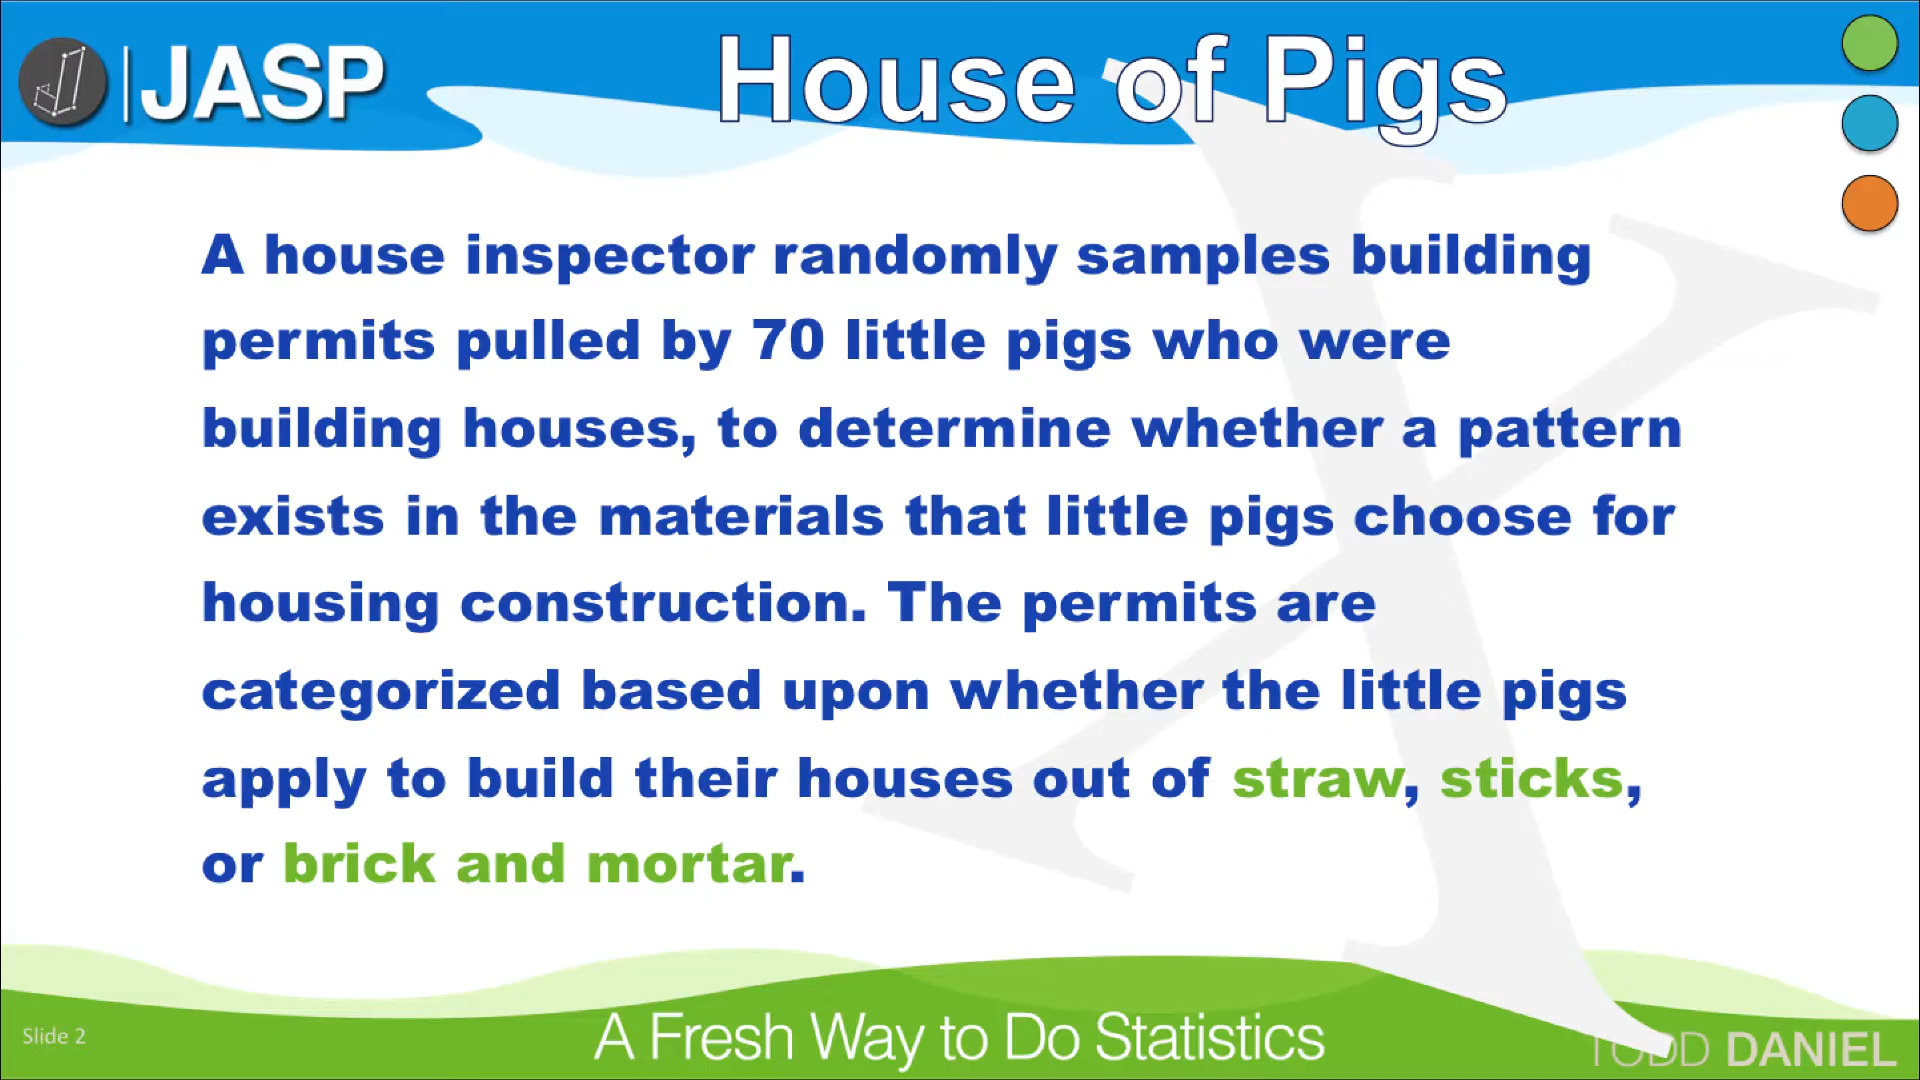 JASP
House of Pigs
A house inspector randomly samples building
permits pulled by 70 little pigs who were
building houses, to determine whether a pattern
exists in the materials that little pigs choose for
housing construction. The permits are
categorized based upon whether the little pigs
apply to build their houses out of straw, sticks,
or brick and mortar.
Slide 2
A Fresh Way to Do Statistics
TODD DANIEL